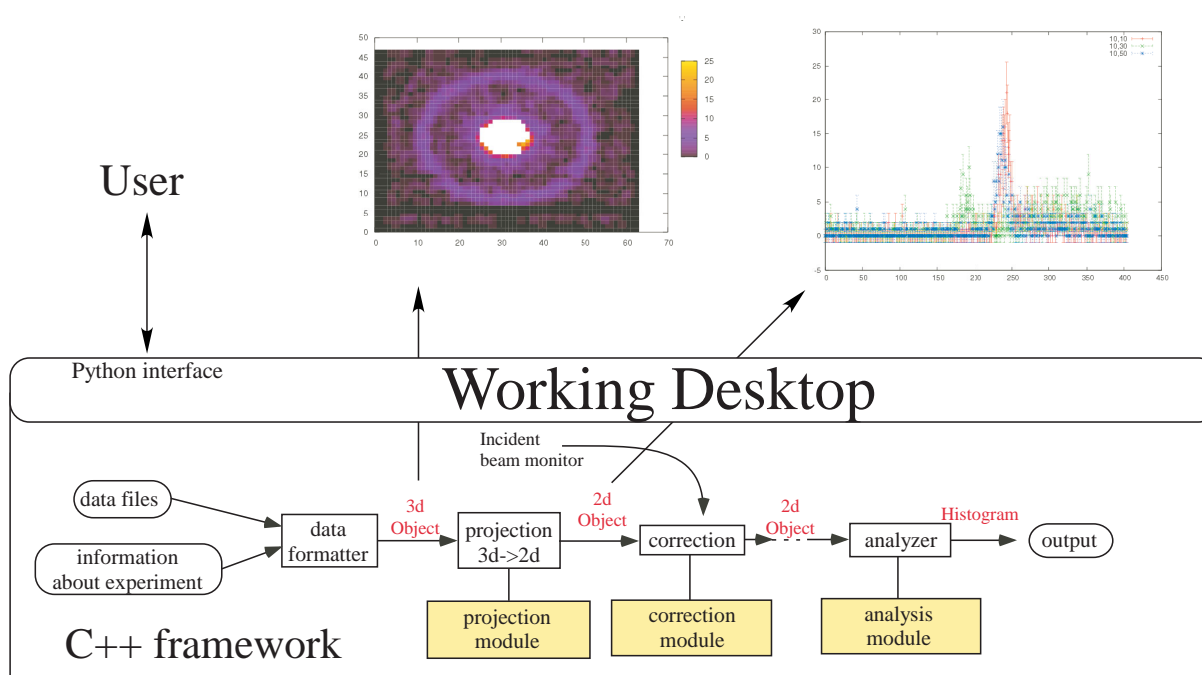 50
45
40
35
30
25
20
15
10
5
0
0 10 20 30 40 50 60 70
25
20
15
10
5
0
30
25
20
15
10
5
0
-5
0 50 100 150 200 250 300 350 400 450
10,10
10,30
10,50
User
Python interface
Working Desktop
Incident
beam monitor
data files
information
about experiment
data
formatter
3d
Object
projection
3d->2d
2d
Object
correction
2d
Object
analyzer
Histogram
output
projection
module
correction
module
analysis
module
C++ framework